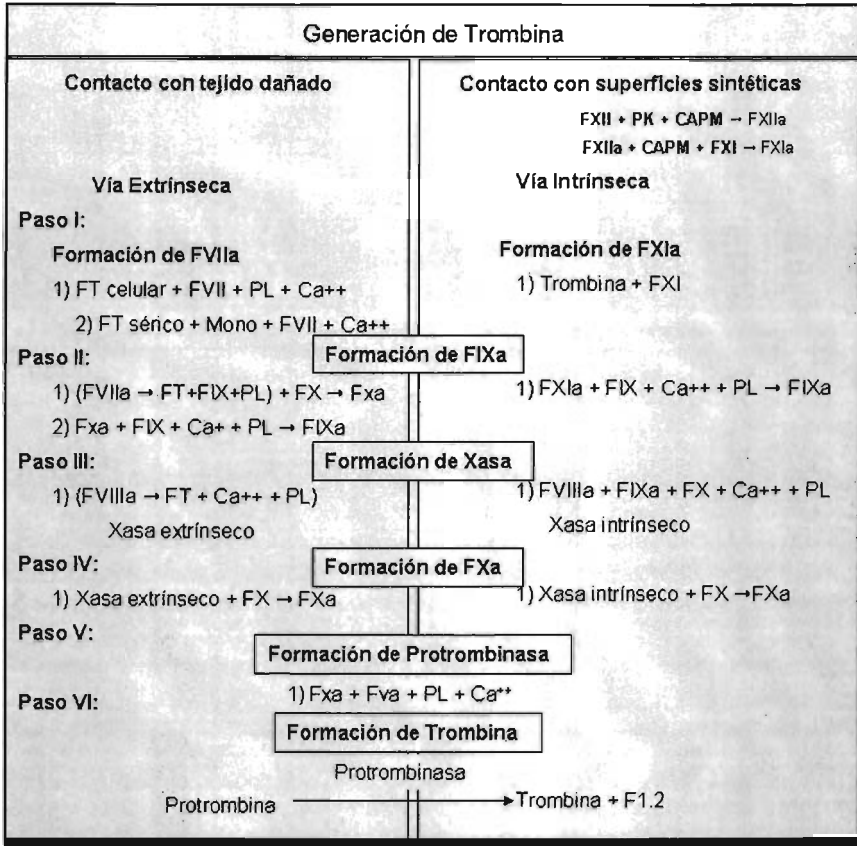 Generación de Trombina
Contacto con tejido dañado
Contacto con superficies sintéticas
FXII + PK + CAPM → FXIIa
FXIIa + CAPM + FXI → FXIa
Vía Extrínseca
Vía Intrínseca
Paso I:
Formación de FVIIa
Formación de FXIa
1) FT celular + FVII + PL + Ca++
1) Trombina + FXI
2) FT sérico + Mono + FVII + Ca++
Formación de FIXa
Paso II:
1) (FVIIa → FT+FIX+PL) + FX → Fxa
1) FXIa + FIX + Ca++ + PL → FIXa
2) Fxa + FIX + Ca+ + PL → FIXa
Paso III:
Formación de Xasa
1) (FVIIIa → FT + Ca++ + PL)
1) FVIIIa + FIXa + FX + Ca++ + PL
Xasa extrínseco
Xasa intrínseco
Paso IV:
Formación de FXa
1) Xasa extrínseco + FX → FXa
1) Xasa intrínseco + FX →FXa
Paso V:
Formación de Protrombinasa
1) Fxa + Fva + PL + Ca++
Paso VI:
Formación de Trombina
Protrombinasa
Protrombina → Trombina + F1.2